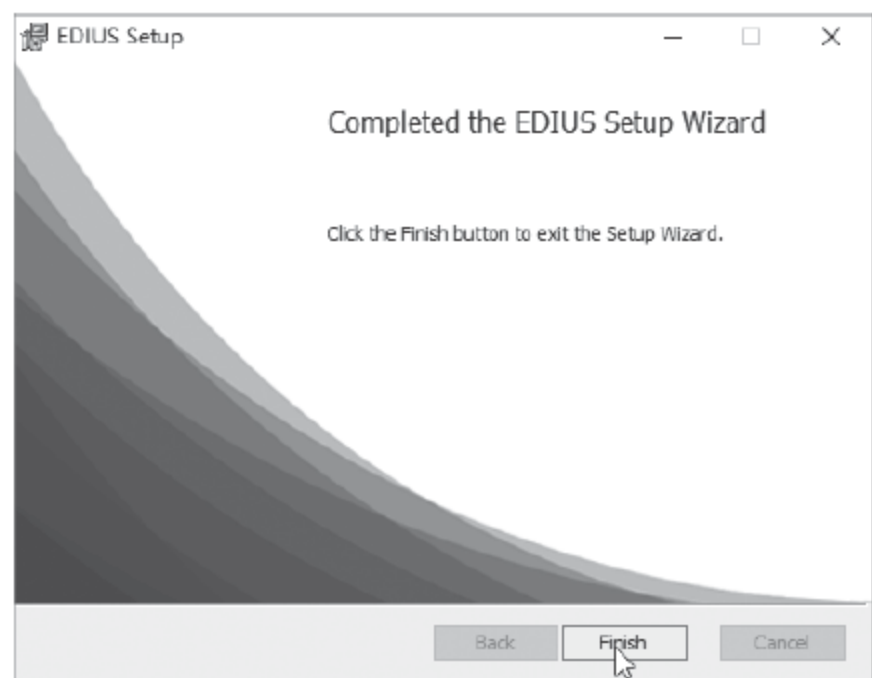 EDIUS Setup
Completed the EDIUS Setup Wizard
Click the Finish button to exit the Setup Wizard.
Back Finish Cancel